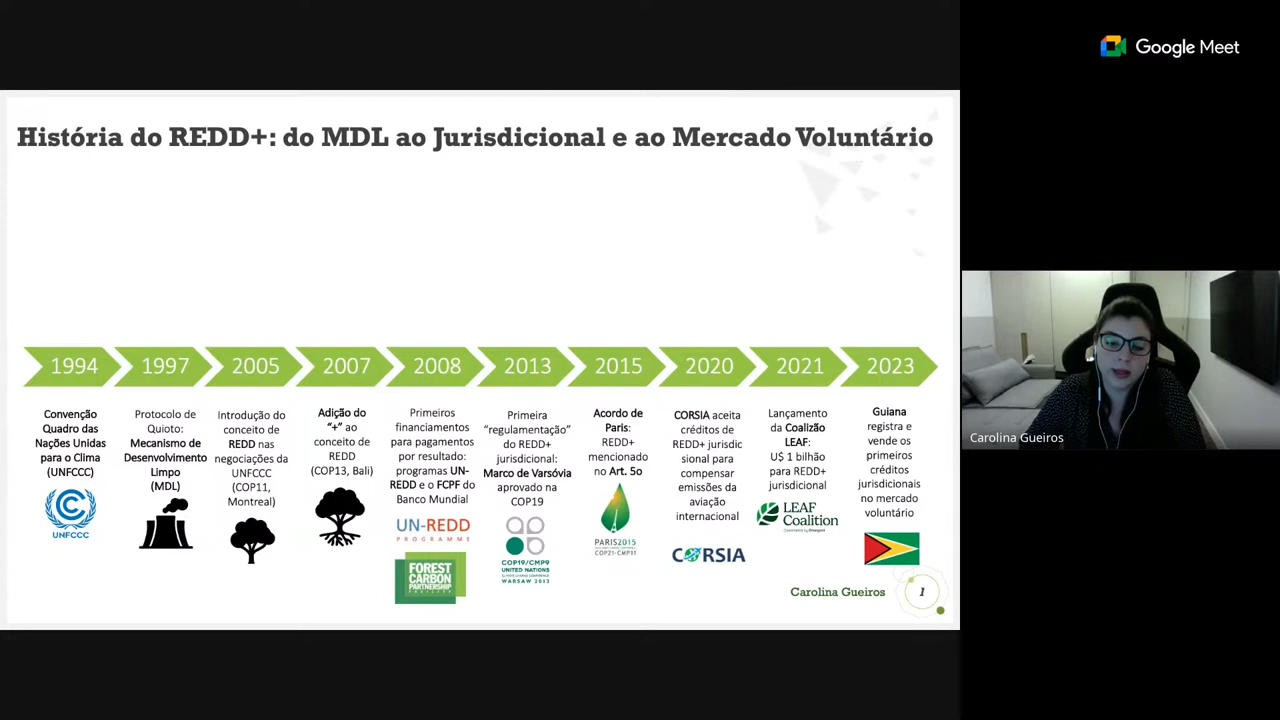 Google Meet
História do REDD+: do MDL ao Jurisdicional e ao Mercado Voluntário
1994
1997
2005
2007
2008
2013
2015
2020
2021
2023
Convenção
Quadro das
Nações Unidas
para o Clima
(UNFCCC)
UNFCCC
Protocolo de
Quioto:
Mecanismo de
Desenvolvimento
Limpo
(MDL)
Introdução do
conceito de
REDD nas
negociações da
UNFCCC
(COP11,
Montreal)
Adição do
"+" ao
conceito de
REDD
(COP13, Bali)
Primeiros
financiamentos
para pagamentos
por resultado:
programas UN-
REDD e o FCPF do
Banco Mundial
UN-REDD
PROGRAMME
FOREST
CARBON
PARTNERSHIP
FACILITY
Primeira
“regulamentação”
do REDD+
jurisdicional:
Marco de Varsóvia
aprovado na
COP19
COP19/CMP9
UNITED NATIONS
CLIMATE CHANGE CONFERENCE
WARSAW 2013
Acordo de
Paris:
REDD+
mencionado
no Art. 5o
PARIS2015
COP21·CMP11
CORSIA aceita
créditos de
REDD+ jurisdic
sional para
compensar
emissões da
aviação
internacional
CORSIA
Lançamento
da Coalizão
LEAF:
U$ 1 bilhão
para REDD+
jurisdicional
LEAF
Coalition
Guiana
registra e
vende os
primeiros
créditos
jurisdicionais
no mercado
voluntário
Carolina Gueiros
1
Carolina Gueiros